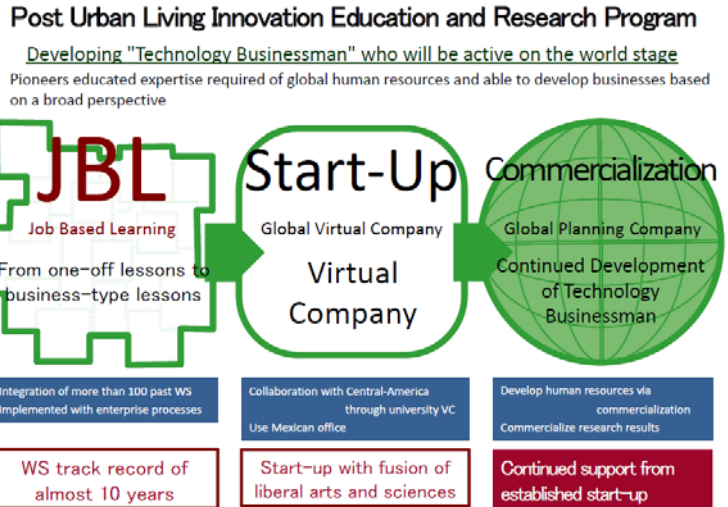 Post Urban Living Innovation Education and Research Program
Developing "Technology Businessman" who will be active on the world stage
Pioneers educated expertise required of global human resources and able to develop businesses based
on a broad perspective
JBL
Job Based Learning
From one-off lessons to
business-type lessons
Start-Up
Global Virtual Company
Virtual
Company
Commercialization
Global Planning Company
Continued Development
of Technology
Businessman
Integration of more than 100 past WS
implemented with enterprise processes
Collaboration with Central-America
through university VC
Use Mexican office
Develop human resources via
commercialization
Commercialize research results
WS track record of
almost 10 years
Start-up with fusion of
liberal arts and sciences
Continued support from
established start-up